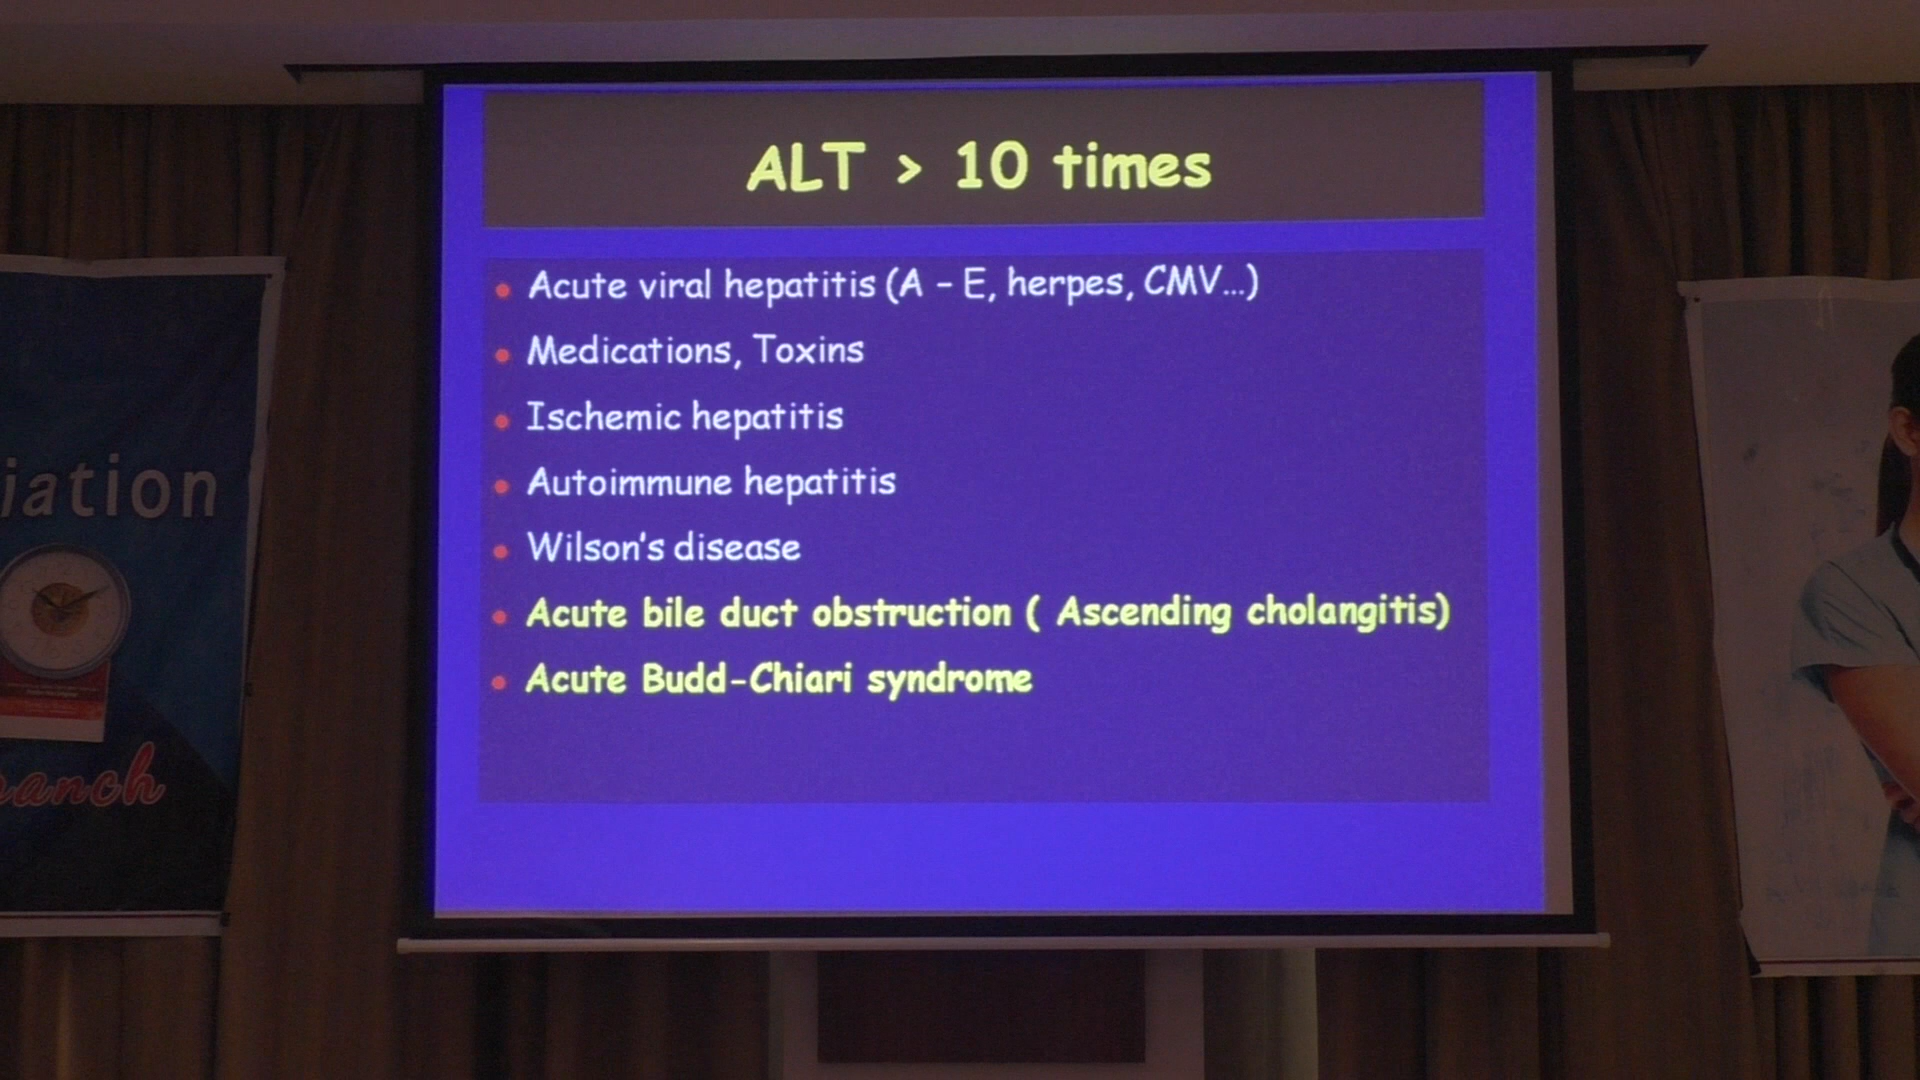 ALT > 10 times
Acute viral hepatitis (A - E, herpes, CMV...)
Medications, Toxins
Ischemic hepatitis
Autoimmune hepatitis
Wilson's disease
Acute bile duct obstruction ( Ascending cholangitis)
Acute Budd-Chiari syndrome
iation
anch